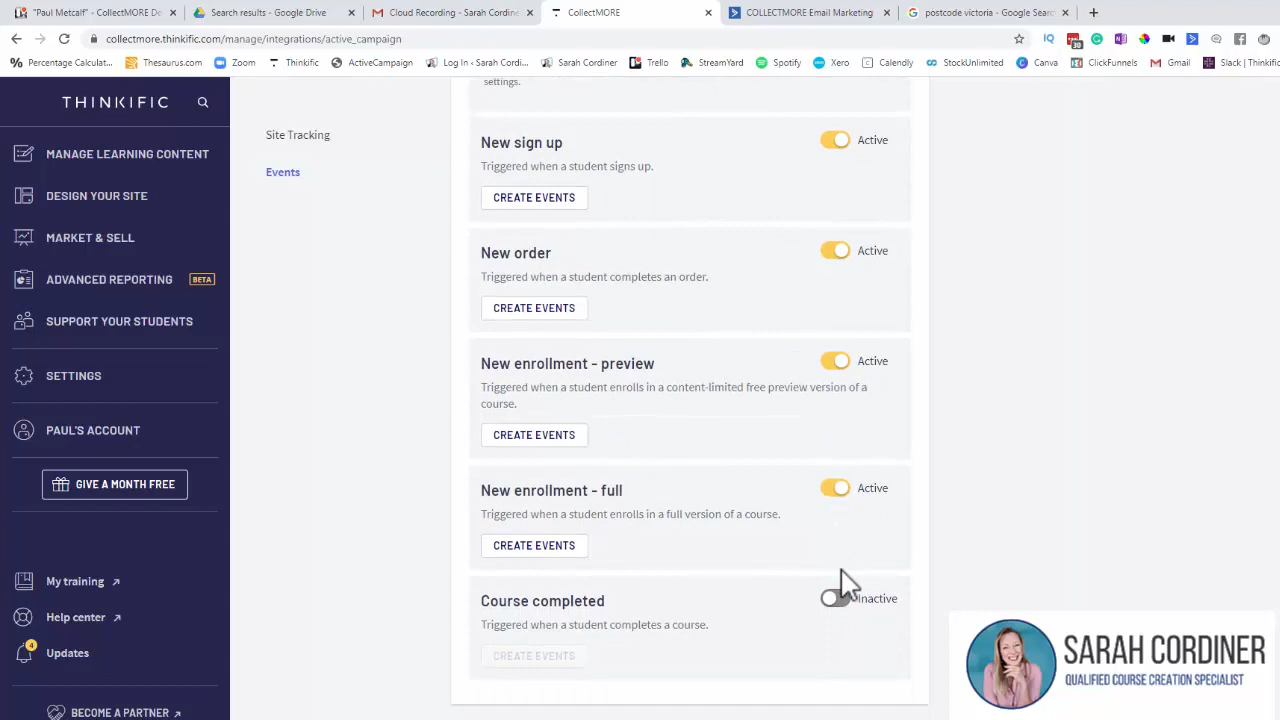 "Paul Metcalf" : CollectMORE D
Search results - Google Drive
Cloud Recording - Sarah Cordiner
CollectMORE
COLLECTMORE Email Marketing
postcode victoria - Google Searc
collectmore.thinkific.com/manage/integrations/active_campaign
30
Percentage Calculat...
Thesaurus.com
Zoom
Thinkific
ActiveCampaign
Log In ‹ Sarah Cordi...
Sarah Cordiner
Trello
StreamYard
Spotify
Xero
Calendly
StockUnlimited
Canva
ClickFunnels
Gmail
Slack | Thinkific
THINKIFIC
MANAGE LEARNING CONTENT
DESIGN YOUR SITE
MARKET & SELL
ADVANCED REPORTING BETA
SUPPORT YOUR STUDENTS
SETTINGS
PAUL'S ACCOUNT
GIVE A MONTH FREE
My training
Help center
4
Updates
BECOME A PARTNER
Site Tracking
Events
settings.
New sign up
Active
Triggered when a student signs up.
CREATE EVENTS
New order
Active
Triggered when a student completes an order.
CREATE EVENTS
New enrollment - preview
Active
Triggered when a student enrolls in a content-limited free preview version of a
course.
CREATE EVENTS
New enrollment - full
Active
Triggered when a student enrolls in a full version of a course.
CREATE EVENTS
Course completed
Inactive
Triggered when a student completes a course.
CREATE EVENTS
SARAH CORDINER
QUALIFIED COURSE CREATION SPECIALIST